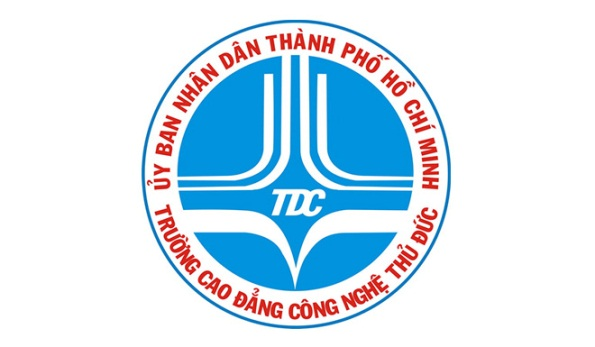 ỦY BAN NHÂN DÂN THÀNH PHỐ HỒ CHÍ MINH
TDC
TRƯỜNG CAO ĐẲNG CÔNG NGHỆ THỦ ĐỨC